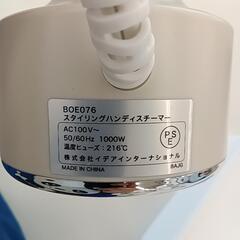 BOE076
スタイリングハンディスチーマー
AC100V～
50/60Hz 1000W
温度ヒューズ：216℃
株式会社イデアインターナショナル
MADE IN CHINA
BAJG
PS
E